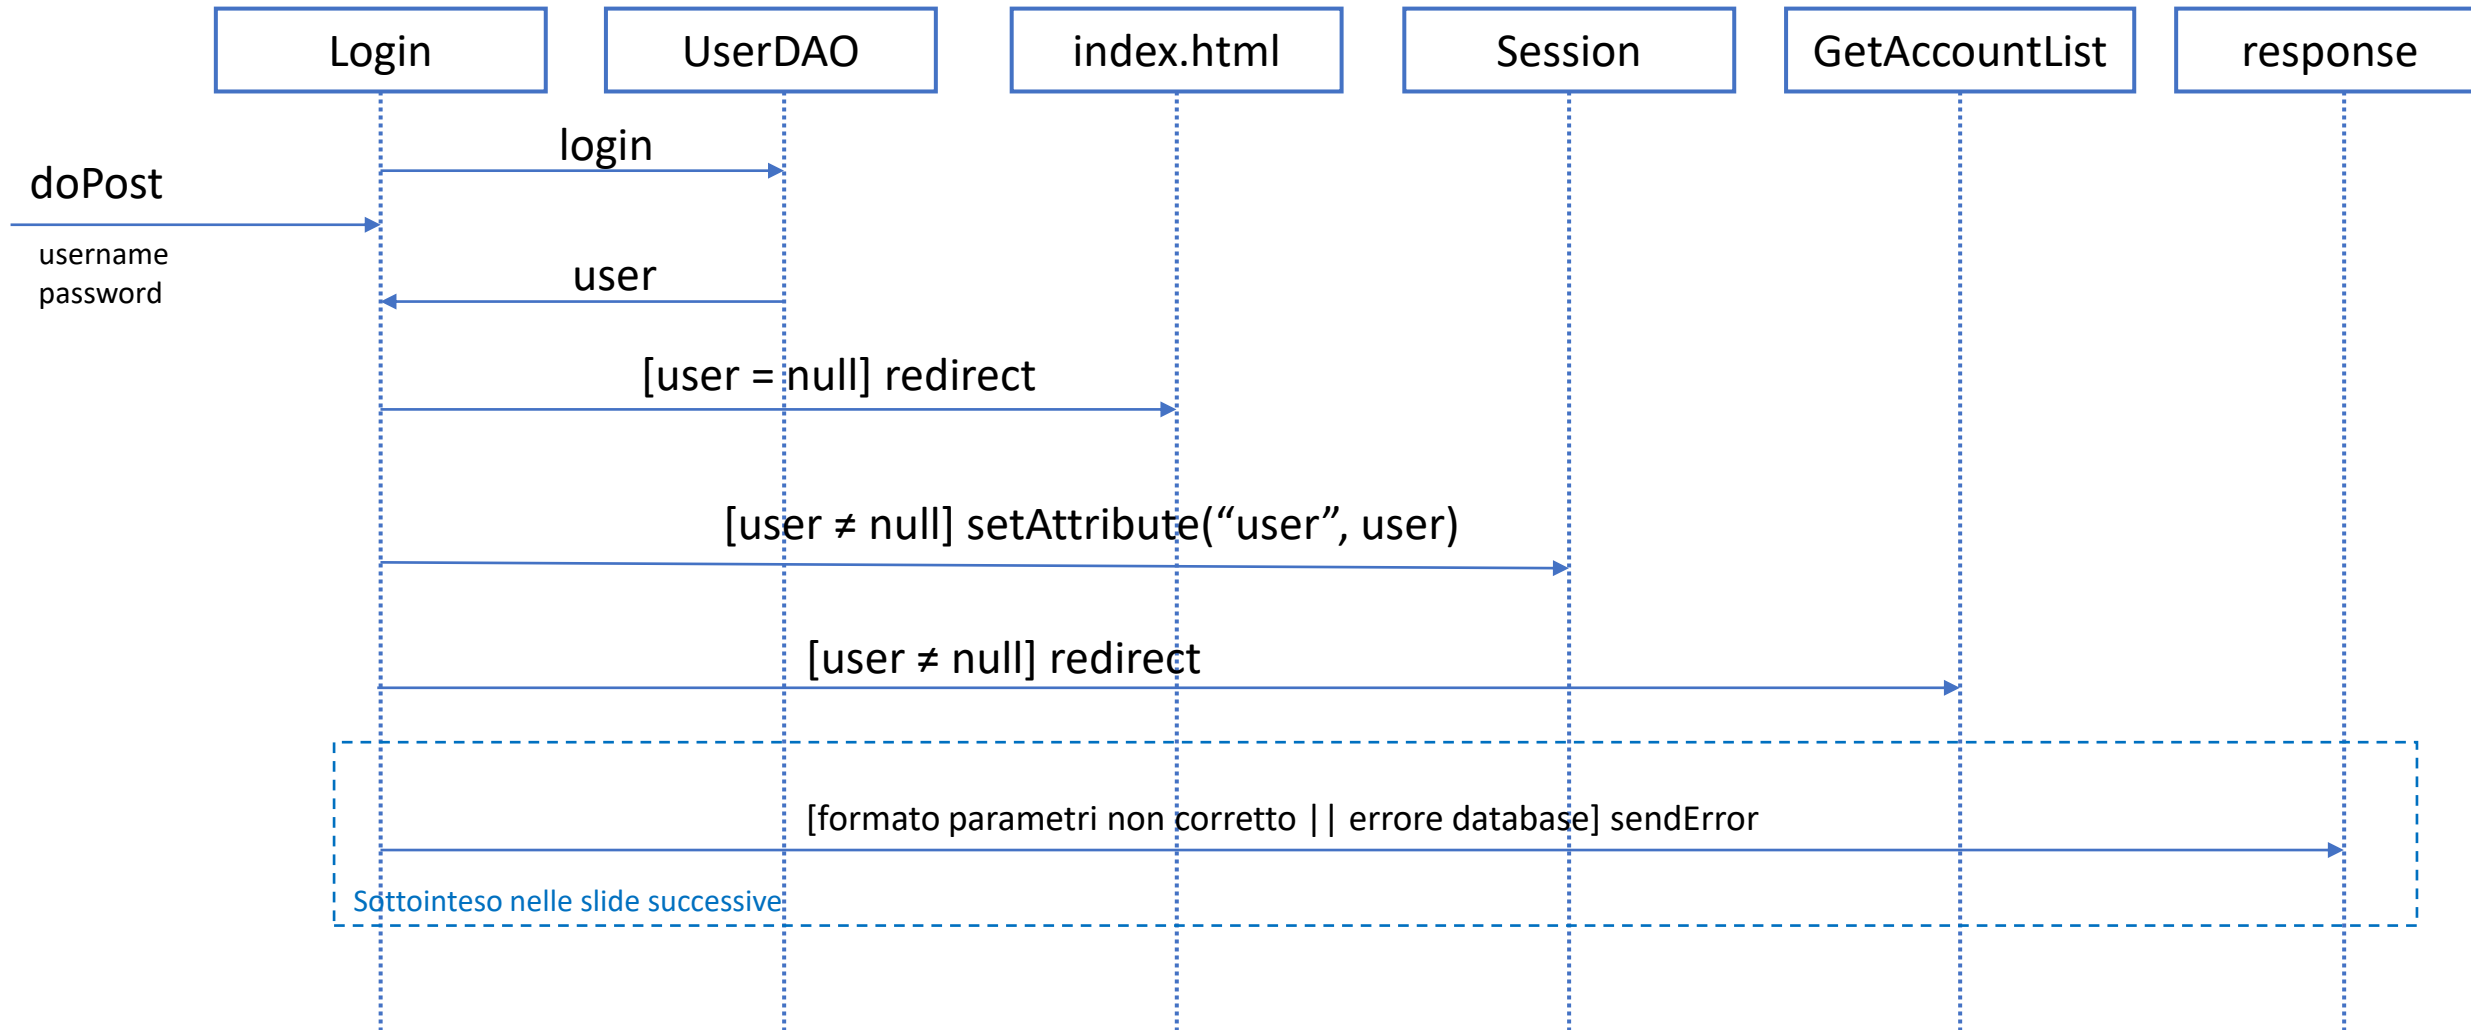 Login
UserDAO
index.html
Session
GetAccountList
response
login
doPost
username
password
user
[user = null] redirect
[user ≠ null] setAttribute(“user”, user)
[user ≠ null] redirect
[formato parametri non corretto || errore database] sendError
Sottointeso nelle slide successive